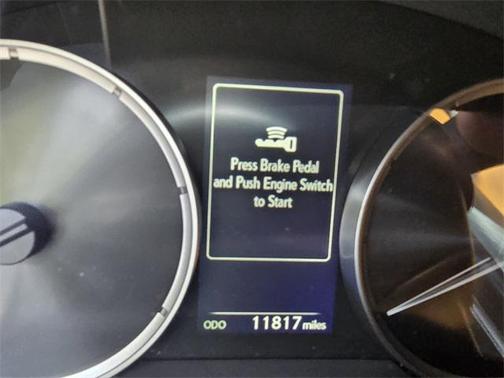 Press Brake Pedal
and Push Engine Switch
to Start
ODO 11817 miles